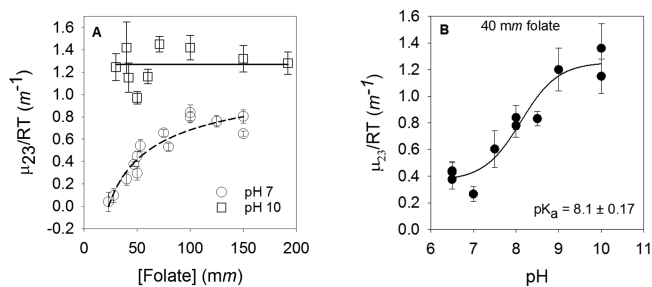 A
μ23/RT (m-1)
1.6
1.4
1.2
1.0
0.8
0.6
0.4
0.2
0.0
-0.2
pH 7
pH 10
0 50 100 150 200
[Folate] (mm)
B
40 mm folate
μ23/RT (m-1)
1.6
1.4
1.2
1.0
0.8
0.6
0.4
0.2
0.0
pKa = 8.1 ± 0.17
6 7 8 9 10 11
pH